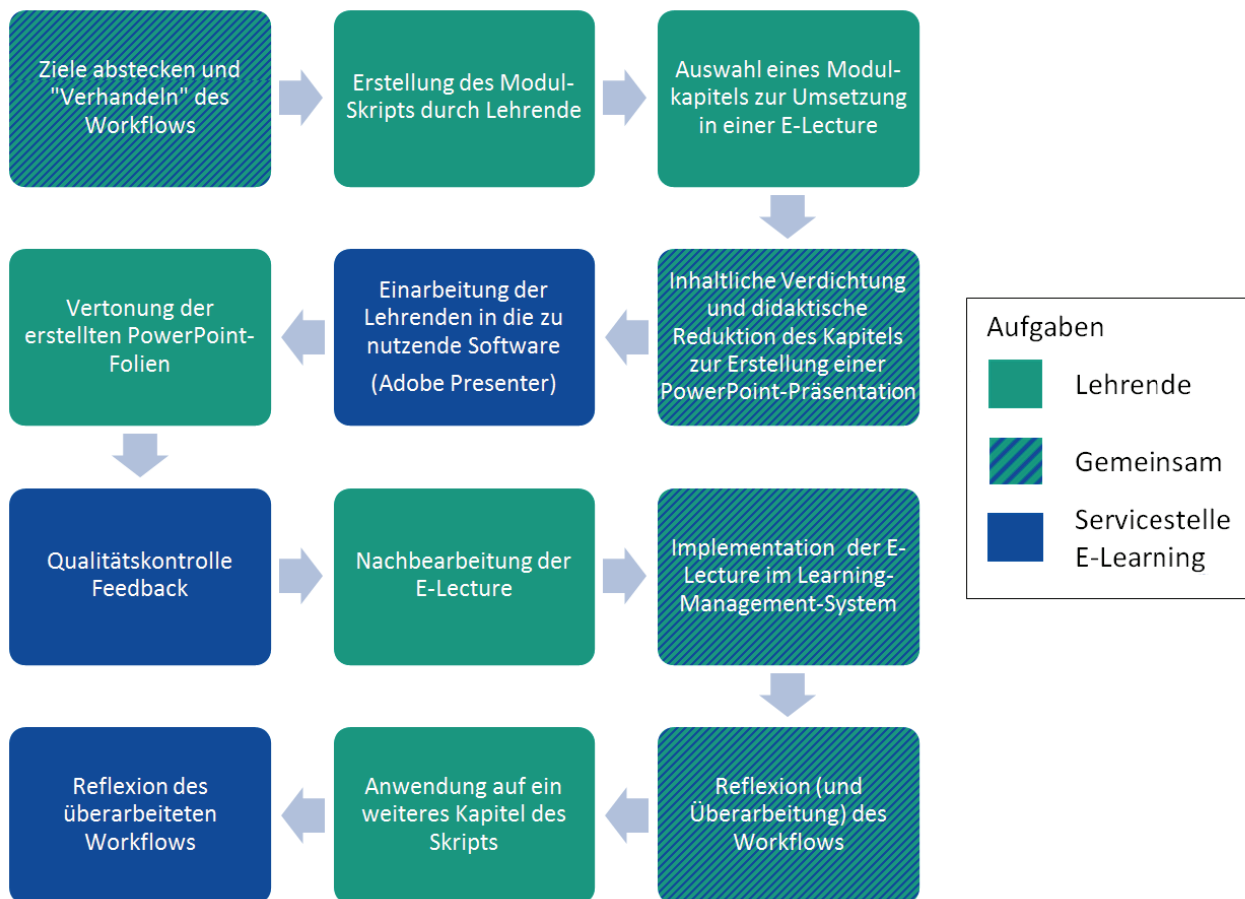 Ziele abstecken und
"Verhandeln" des
Workflows
Erstellung des Modul-
Skripts durch Lehrende
Auswahl eines Modul-
kapitels zur Umsetzung
in einer E-Lecture
Inhaltliche Verdichtung
und didaktische
Reduktion des Kapitels
zur Erstellung einer
PowerPoint-Präsentation
Einarbeitung der
Lehrenden in die zu
nutzende Software
(Adobe Presenter)
Vertonung der
erstellten PowerPoint-
Folien
Qualitätskontrolle
Feedback
Nachbearbeitung der
E-Lecture
Implementation der E-
Lecture im Learning-
Management-System
Reflexion (und
Überarbeitung) des
Workflows
Anwendung auf ein
weiteres Kapitel des
Skripts
Reflexion des
überarbeiteten
Workflows
Aufgaben
Lehrende
Gemeinsam
Servicestelle
E-Learning